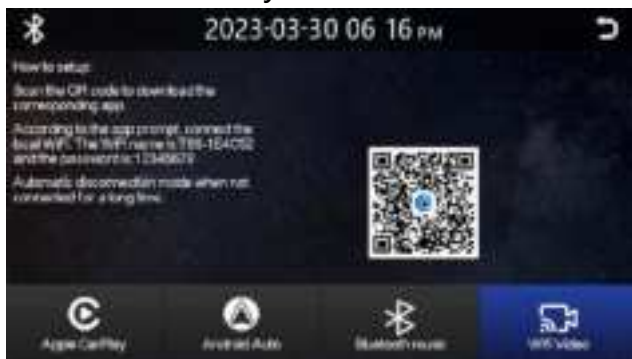 2023-03-30 06 16 PM
How to setup:
Scan the QR code to download the
corresponding app.
According to the app prompt, connect the
local WiFi. The WiFi name is
and the password is 12345678
Automatic disconnection mode when not
connected for a long time.
Apple CarPlay
Android Auto
Bluetooth music
Wifi Video